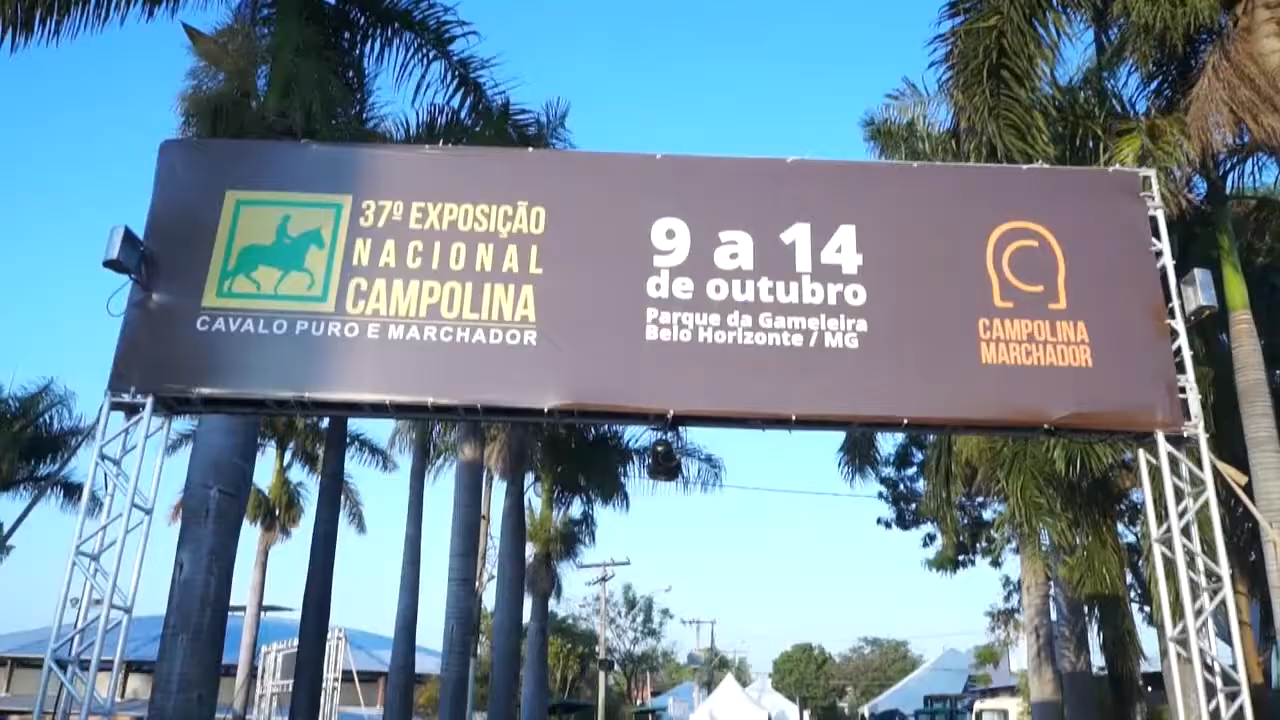 37º EXPOSIÇÃO
NACIONAL
CAMPOLINA
CAVALO PURO E MARCHADOR
9 a 14
de outubro
Parque da Gameleira
Belo Horizonte / MG
CAMPOLINA
MARCHADOR